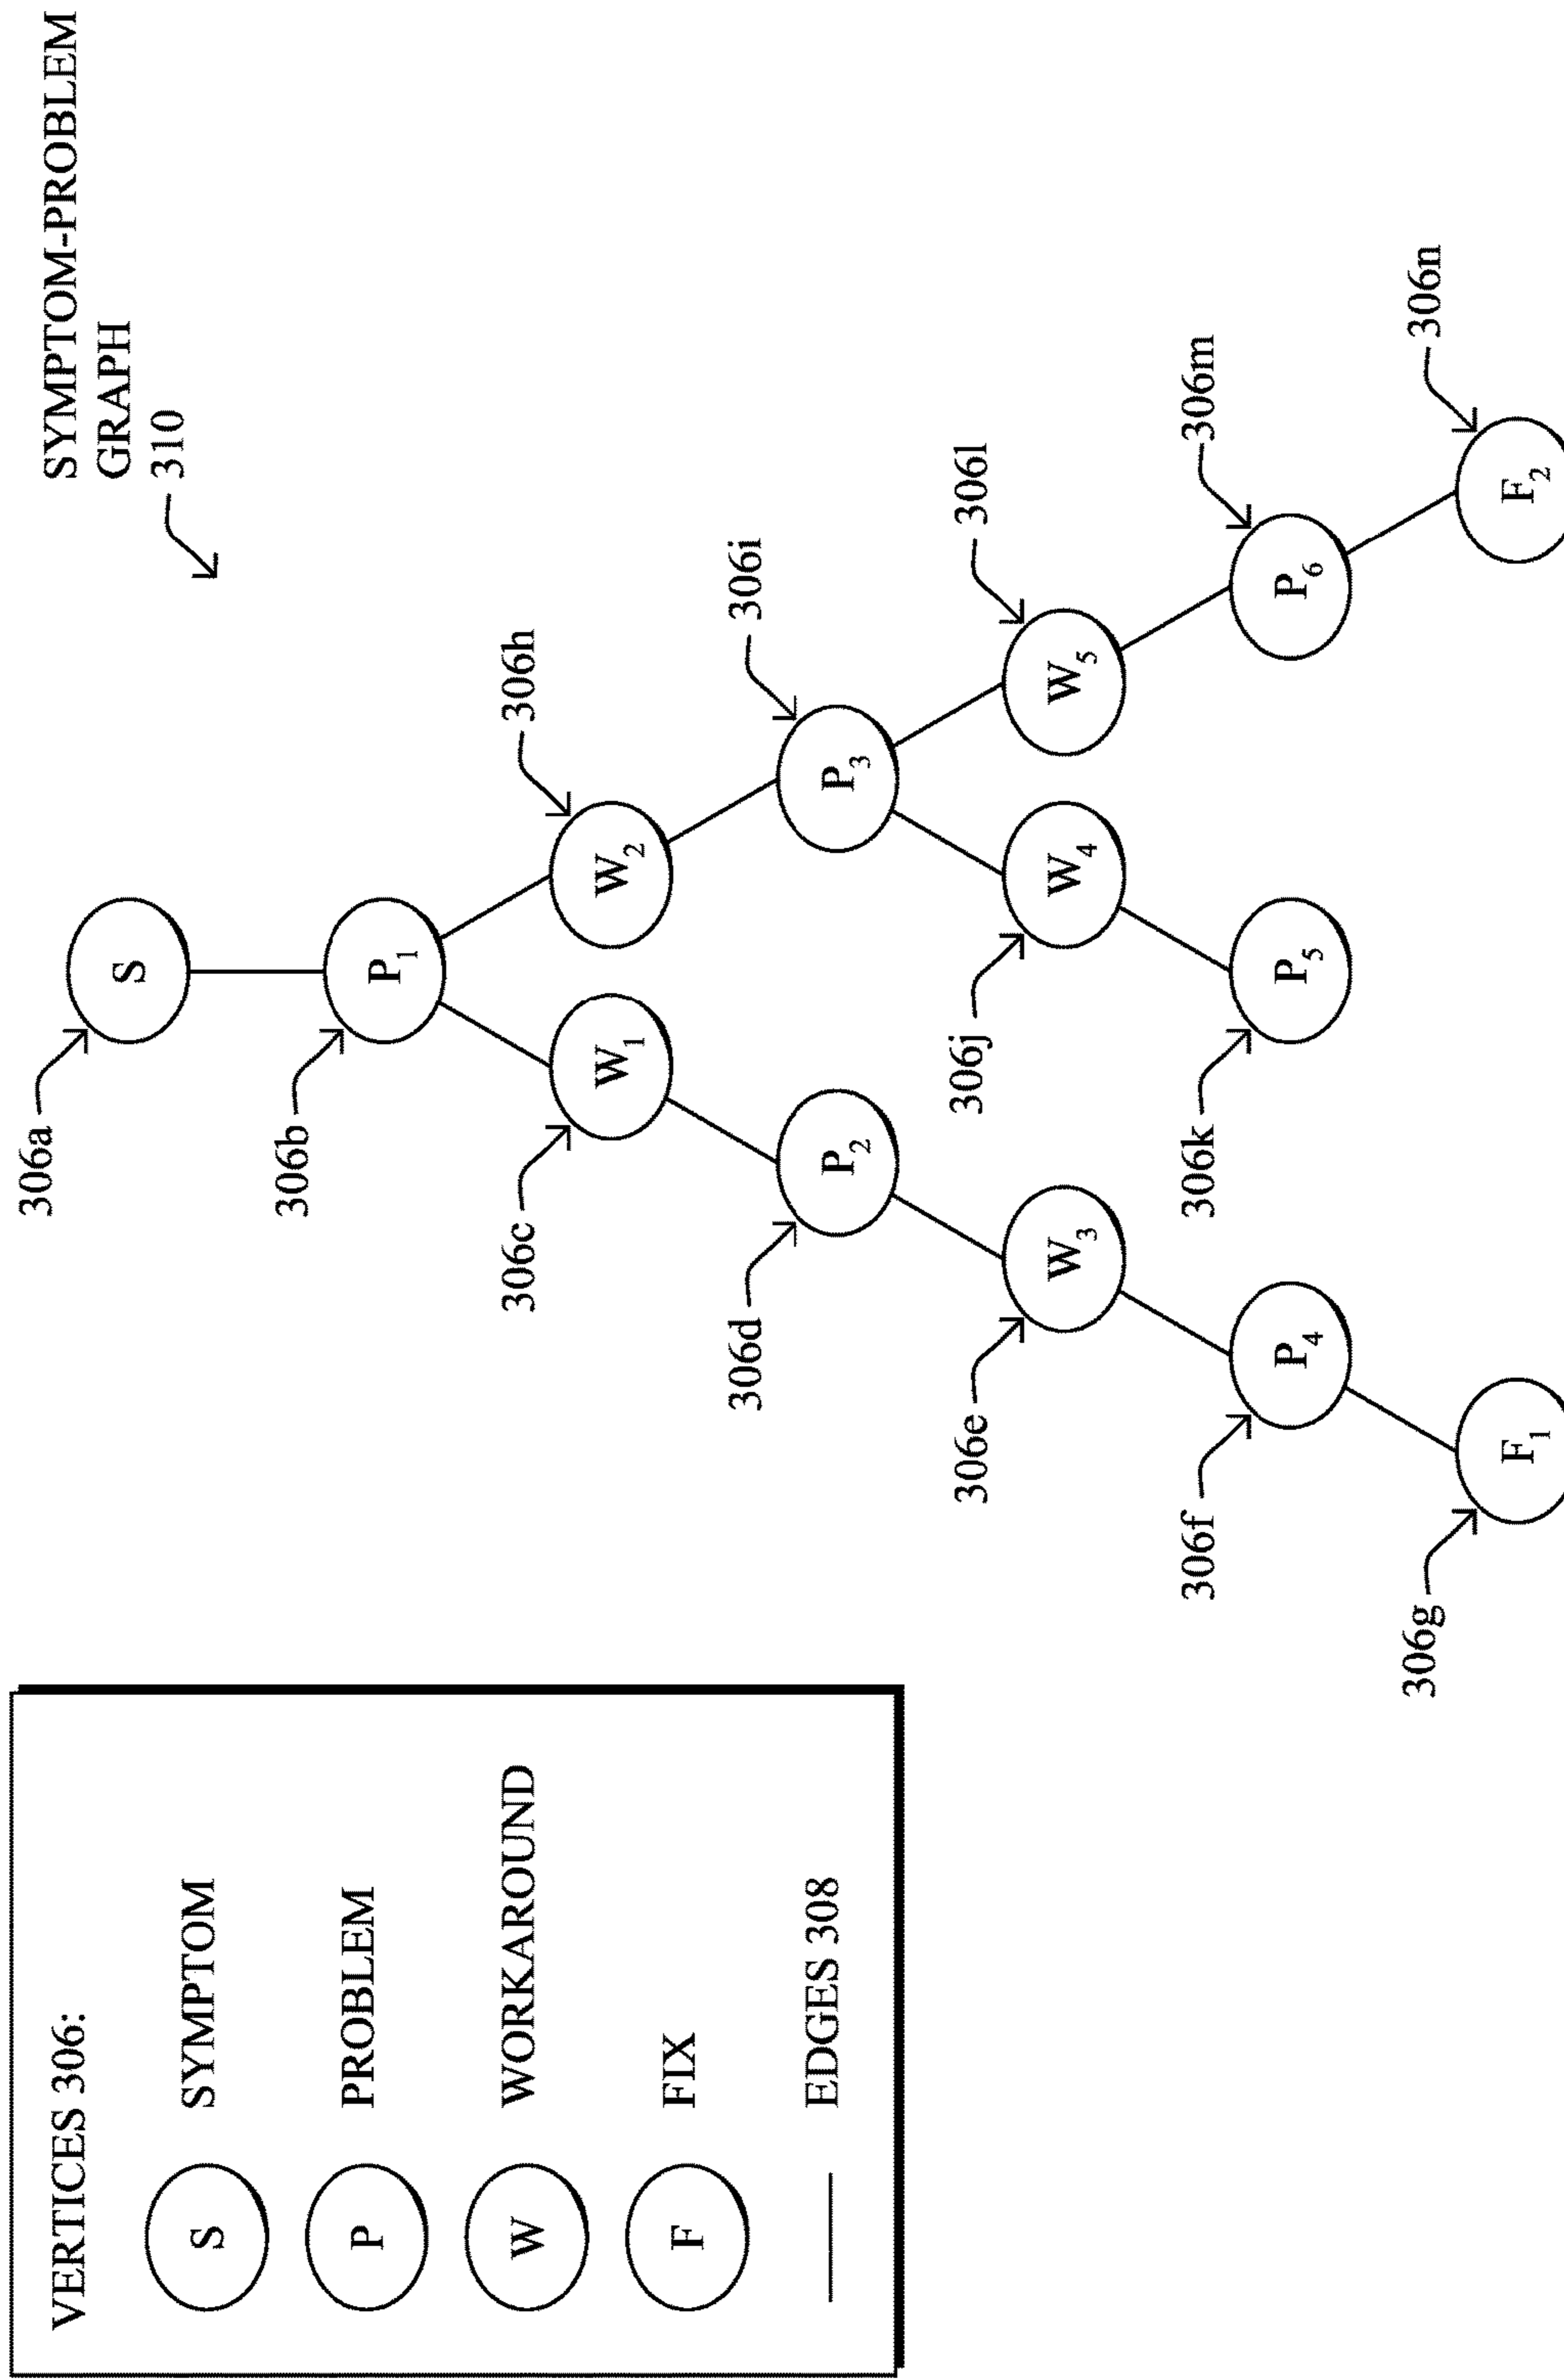 VERTICES 306:
S SYMPTOM
P PROBLEM
W WORKAROUND
F FIX
EDGES 308
SYMPTOM-PROBLEM
GRAPH
310
306a
S
306b
P1
306c
W1
W2
306h
306d
P2
P3
306i
306e
W3
306j
W4
W5
306l
306f
P4
306k
P5
P6
306m
306g
F1
F2
306n